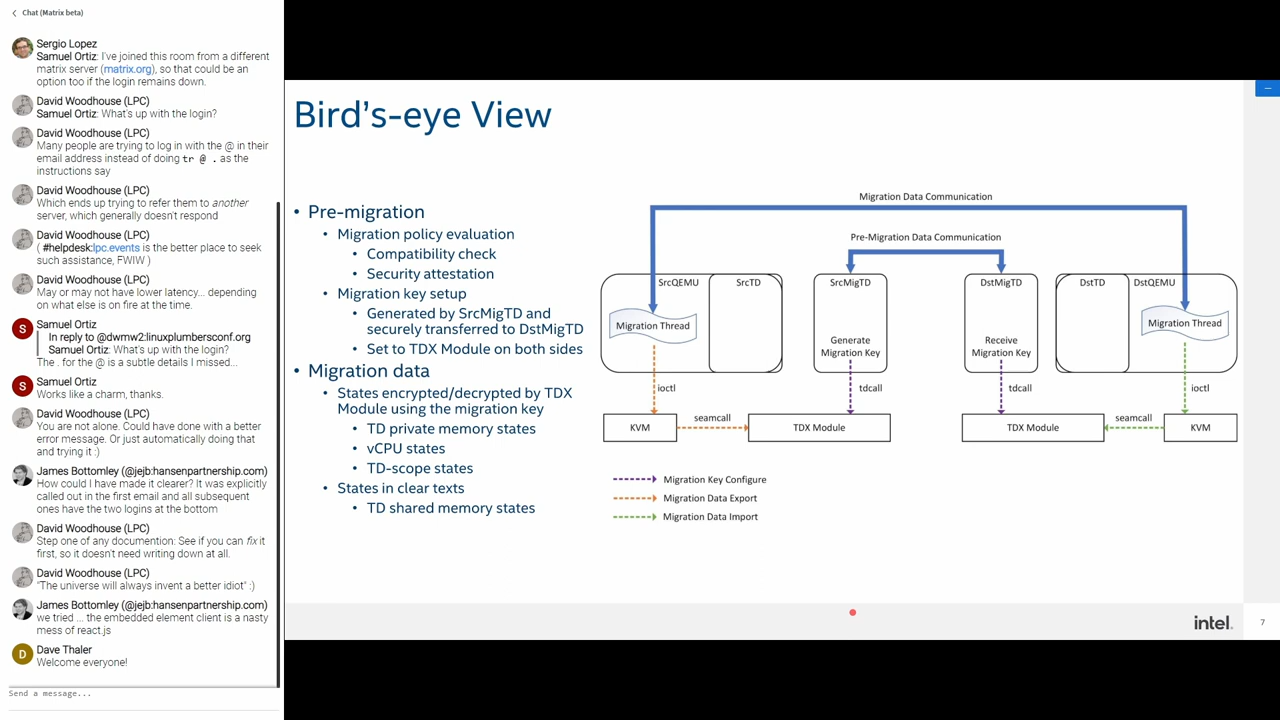 Chat (Matrix beta)
Sergio Lopez
Samuel Ortiz: I've joined this room from a different
matrix server (matrix.org), so that could be an
option too if the login remains down.
David Woodhouse (LPC)
Samuel Ortiz: What's up with the login?
David Woodhouse (LPC)
Many people are trying to log in with the @ in their
email address instead of doing tr @ . as the
instructions say
David Woodhouse (LPC)
Which ends up trying to refer them to another
server, which generally doesn't respond
David Woodhouse (LPC)
( #helpdesk:lpc.events is the better place to seek
such assistance, FWIW )
David Woodhouse (LPC)
May or may not have lower latency... depending
on what else is on fire at the time.
S
Samuel Ortiz
In reply to @dwmw2:linuxplumbersconf.org
Samuel Ortiz: What's up with the login?
The . for the @ is a subtle details I missed...
S
Samuel Ortiz
Works like a charm, thanks.
David Woodhouse (LPC)
You are not alone. Could have done with a better
error message. Or just automatically doing that
and trying it :)
James Bottomley (@jejb:hansenpartnership.com)
How could I have made it clearer? It was explicitly
called out in the first email and all subsequent
ones have the two logins at the bottom
David Woodhouse (LPC)
Step one of any documention: See if you can fix it
first, so it doesn't need writing down at all.
David Woodhouse (LPC)
"The universe will always invent a better idiot" :)
James Bottomley (@jejb:hansenpartnership.com)
we tried ... the embedded element client is a nasty
mess of react.js
D
Dave Thaler
Welcome everyone!
Send a message...
Bird's-eye View
• Pre-migration
• Migration policy evaluation
• Compatibility check
• Security attestation
• Migration key setup
• Generated by SrcMigTD and
securely transferred to DstMigTD
• Set to TDX Module on both sides
• Migration data
• States encrypted/decrypted by TDX
Module using the migration key
• TD private memory states
• vCPU states
• TD-scope states
• States in clear texts
• TD shared memory states
Migration Data Communication
Pre-Migration Data Communication
SrcQEMU
SrcTD
SrcMigTD
DstMigTD
DstTD
DstQEMU
Migration Thread
Generate
Migration Key
Receive
Migration Key
Migration Thread
ioctl
tdcall
tdcall
ioctl
KVM
seamcall
TDX Module
TDX Module
seamcall
KVM
Migration Key Configure
Migration Data Export
Migration Data Import
intel.
7